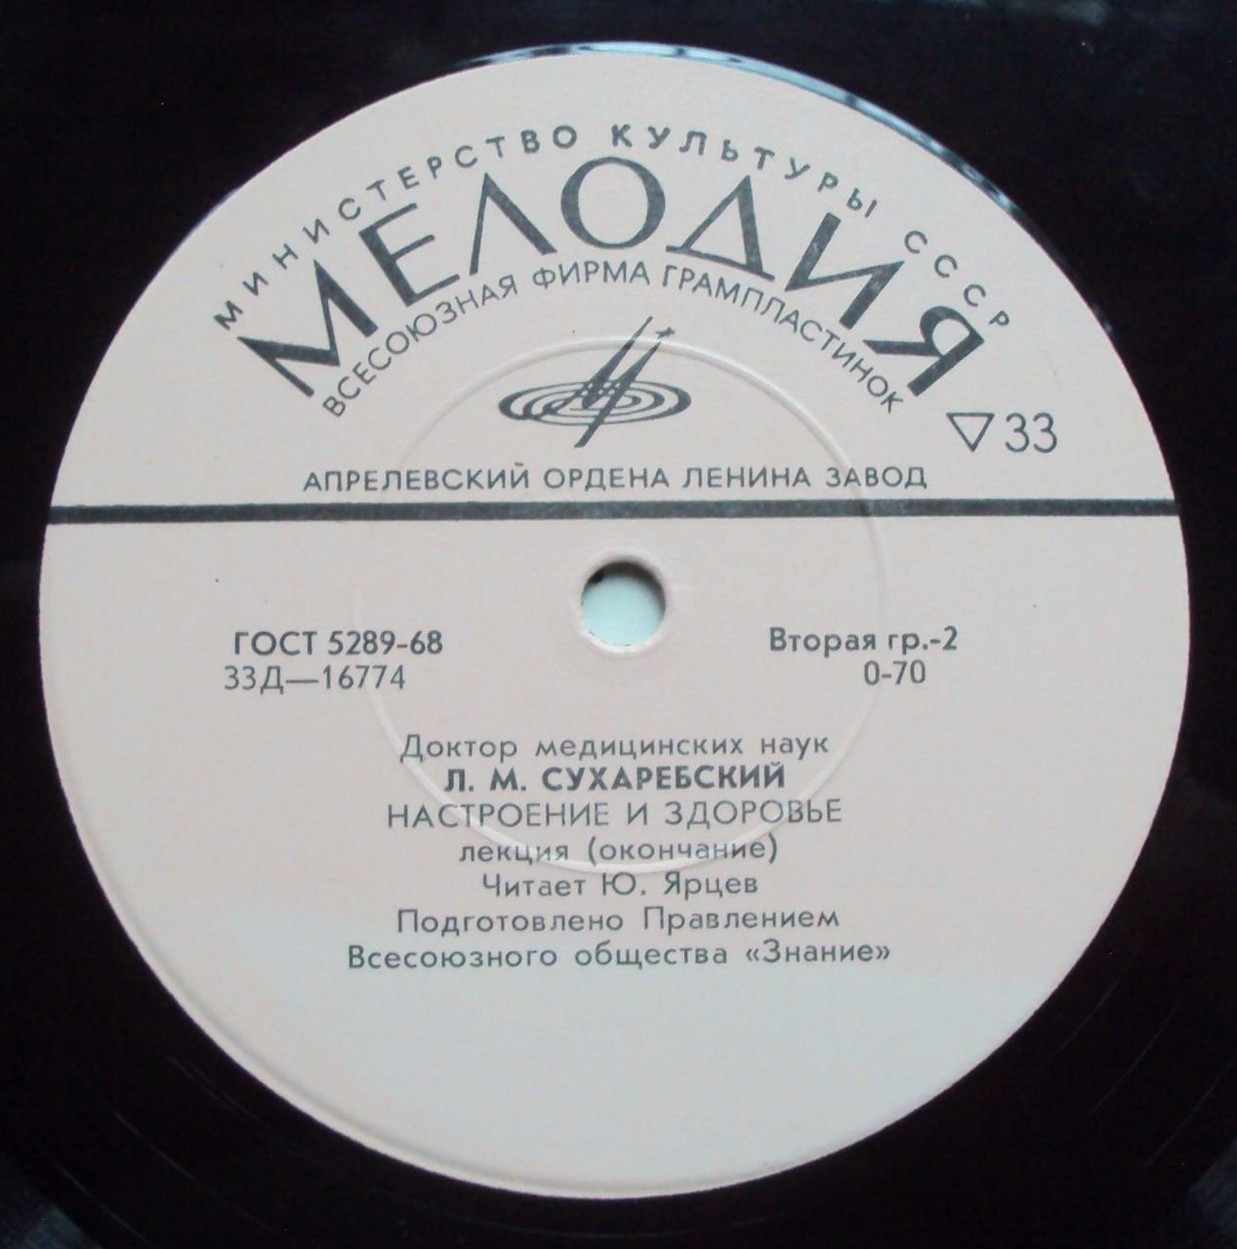 МИНИСТЕРСТВО КУЛЬТУРЫ СССР
МЕЛОДИЯ
ВСЕСОЮЗНАЯ ФИРМА ГРАМПЛАСТИНОК
33
АПРЕЛЕВСКИЙ ОРДЕНА ЛЕНИНА ЗАВОД
ГОСТ 5289-68
33Д—16774
Вторая гр.-2
0-70
Доктор медицинских наук
Л. М. СУХАРЕБСКИЙ
НАСТРОЕНИЕ И ЗДОРОВЬЕ
лекция (окончание)
Читает Ю. Ярцев
Подготовлено Правлением
Всесоюзного общества «Знание»